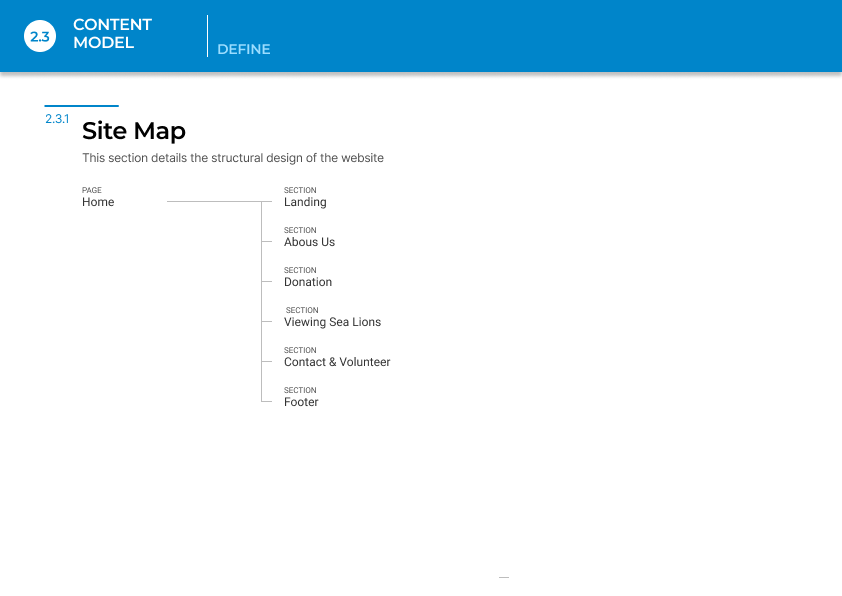 2.3
CONTENT
MODEL
DEFINE
2.3.1
Site Map
This section details the structural design of the website
PAGE
Home
SECTION
Landing
SECTION
Abous Us
SECTION
Donation
SECTION
Viewing Sea Lions
SECTION
Contact & Volunteer
SECTION
Footer